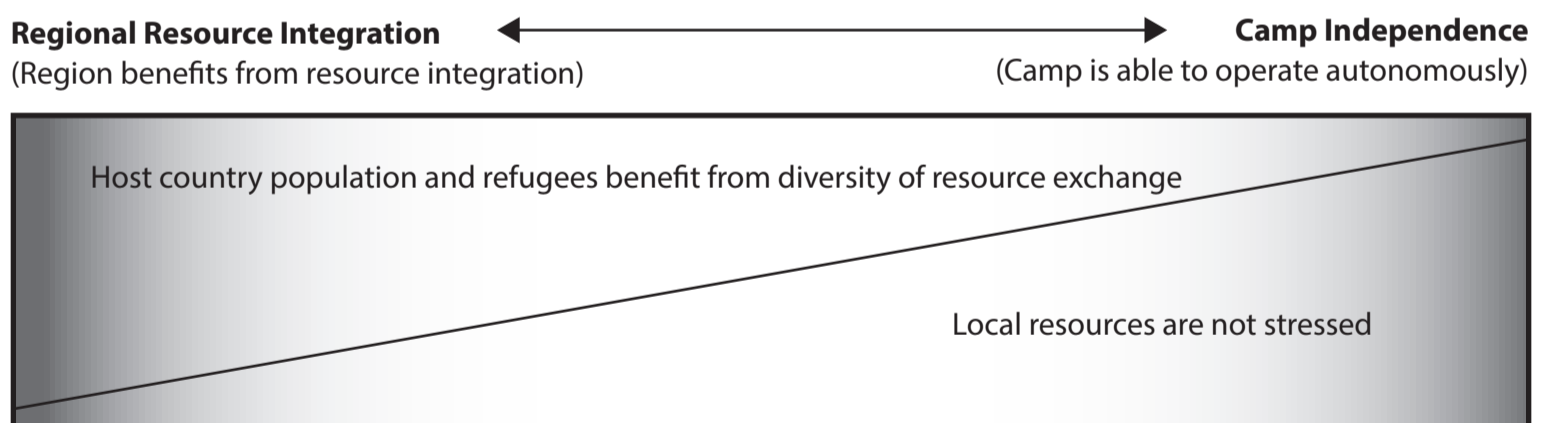 Regional Resource Integration
(Region benefits from resource integration)
Camp Independence
(Camp is able to operate autonomously)
Host country population and refugees benefit from diversity of resource exchange
Local resources are not stressed